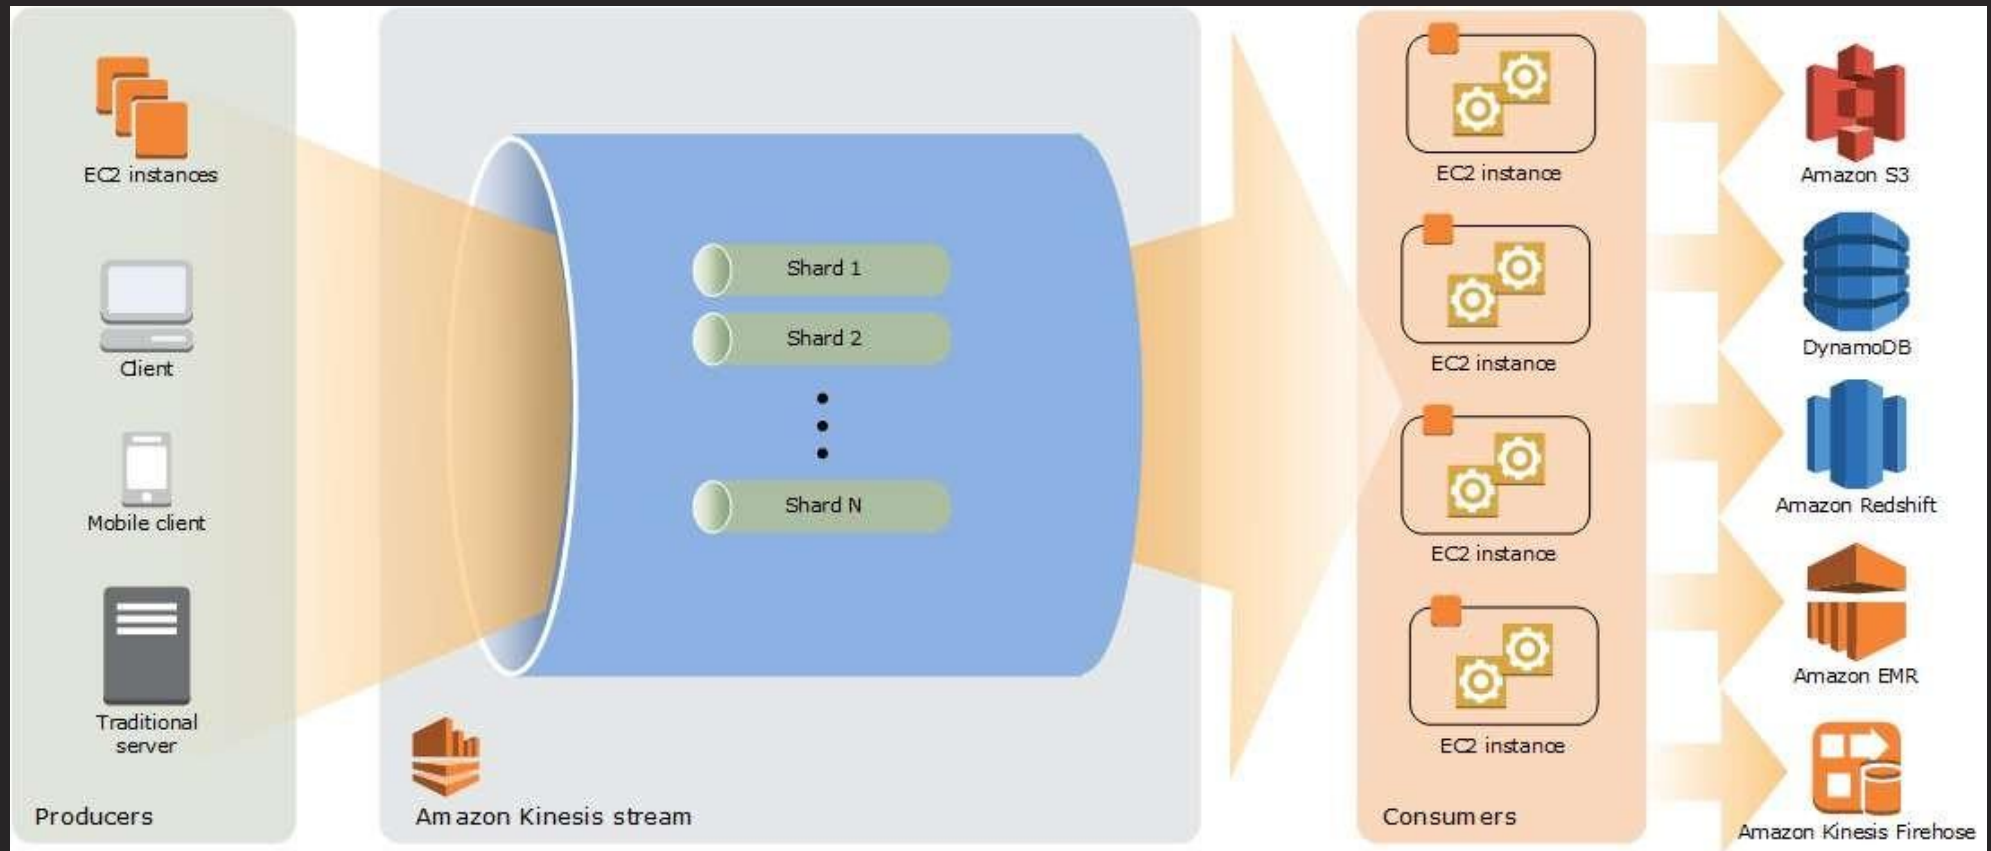 EC2 instances
Client
Mobile client
Traditional
server
Producers
Shard 1
Shard 2
Shard N
Amazon Kinesis stream
EC2 instance
EC2 instance
EC2 instance
EC2 instance
Consumers
Amazon S3
DynamoDB
Amazon Redshift
Amazon EMR
Amazon Kinesis Firehose